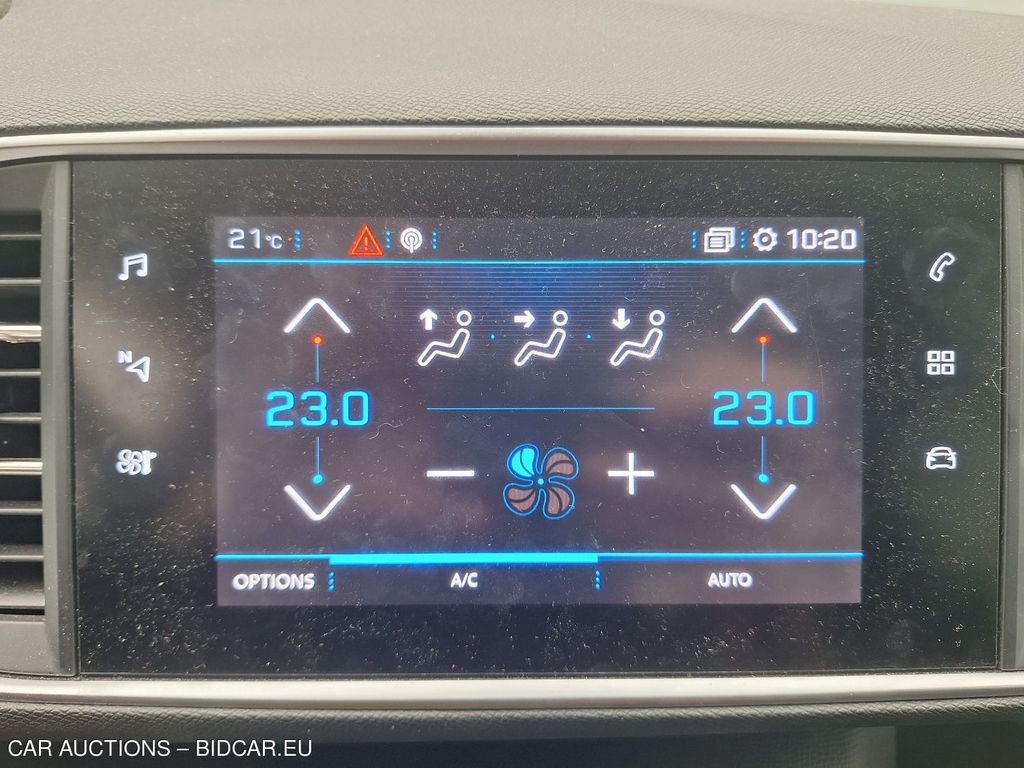 21°C 10:20
N
23.0 23.0
OPTIONS A/C AUTO
CAR AUCTIONS – BIDCAR.EU